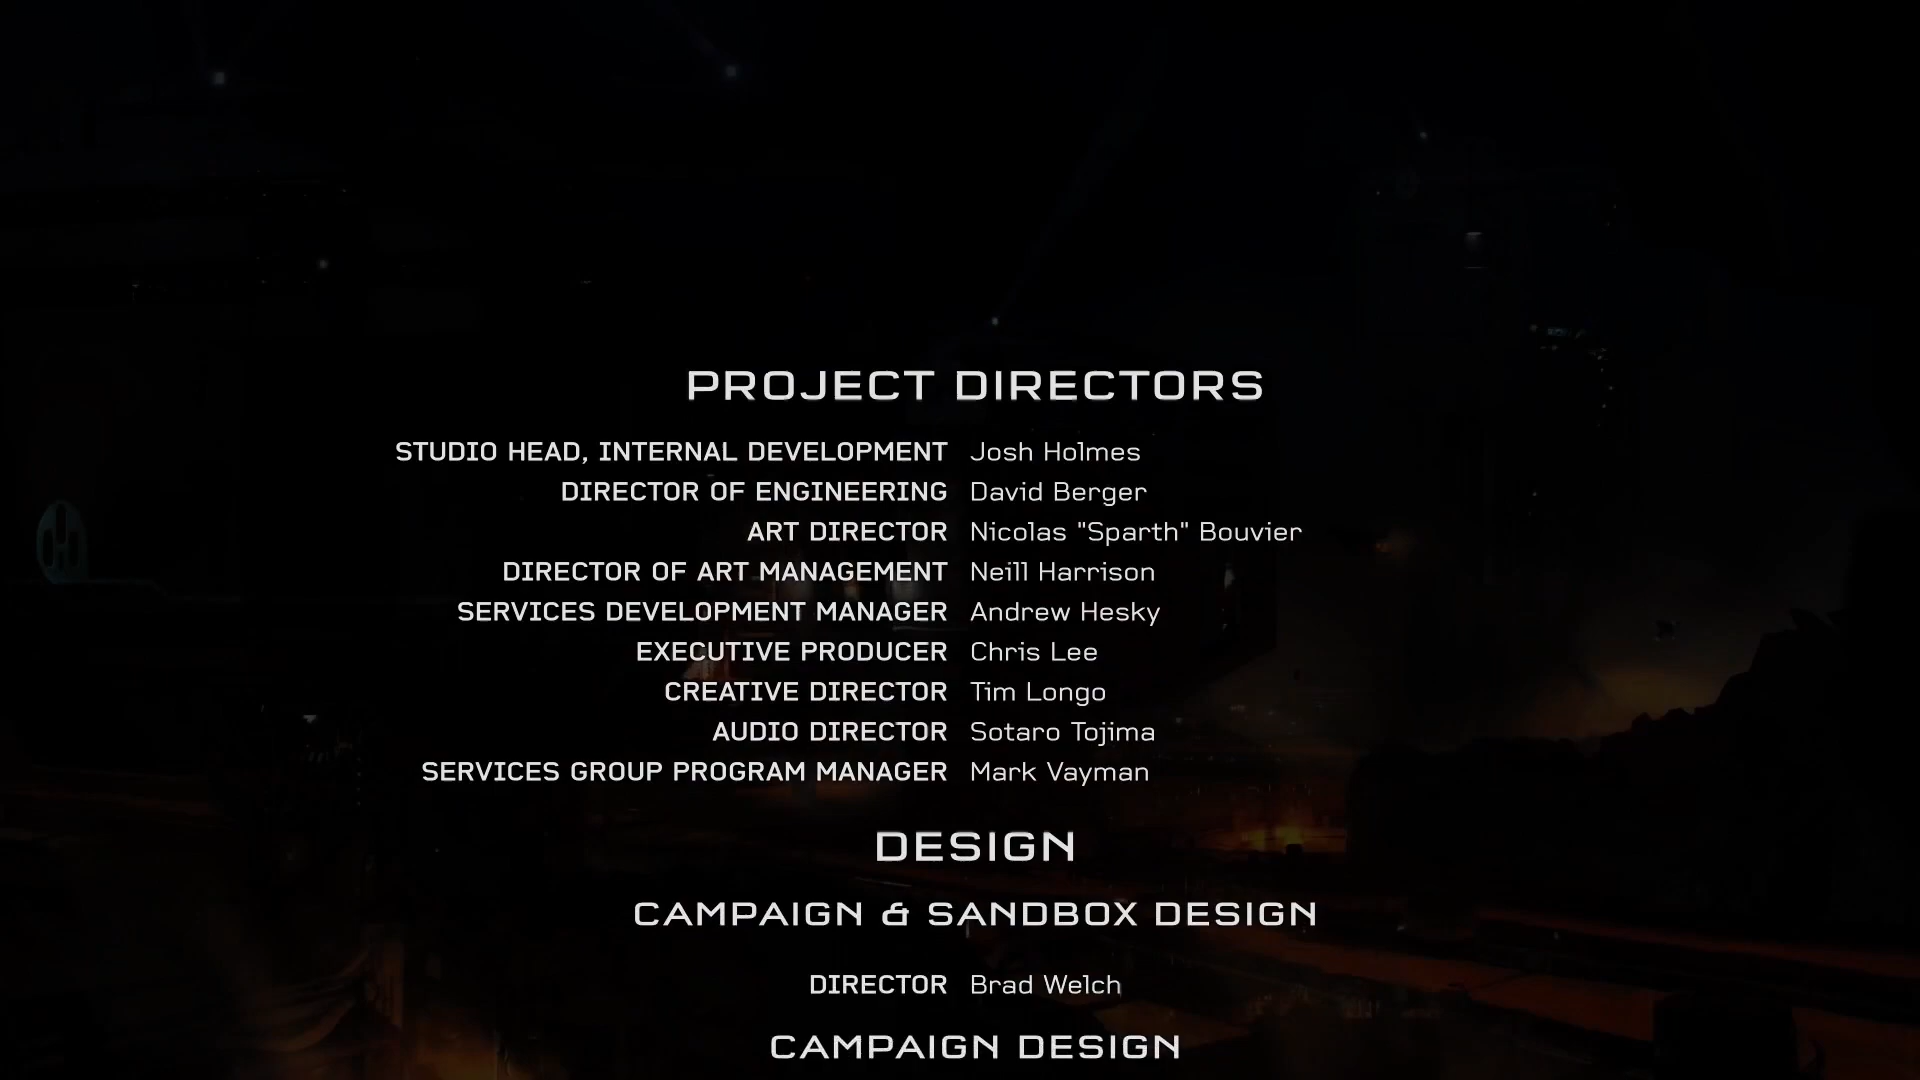 PROJECT DIRECTORS
STUDIO HEAD, INTERNAL DEVELOPMENT Josh Holmes
DIRECTOR OF ENGINEERING David Berger
ART DIRECTOR Nicolas "Sparth" Bouvier
DIRECTOR OF ART MANAGEMENT Neill Harrison
SERVICES DEVELOPMENT MANAGER Andrew Hesky
EXECUTIVE PRODUCER Chris Lee
CREATIVE DIRECTOR Tim Longo
AUDIO DIRECTOR Sotaro Tojima
SERVICES GROUP PROGRAM MANAGER Mark Vayman
DESIGN
CAMPAIGN & SANDBOX DESIGN
DIRECTOR Brad Welch
CAMPAIGN DESIGN